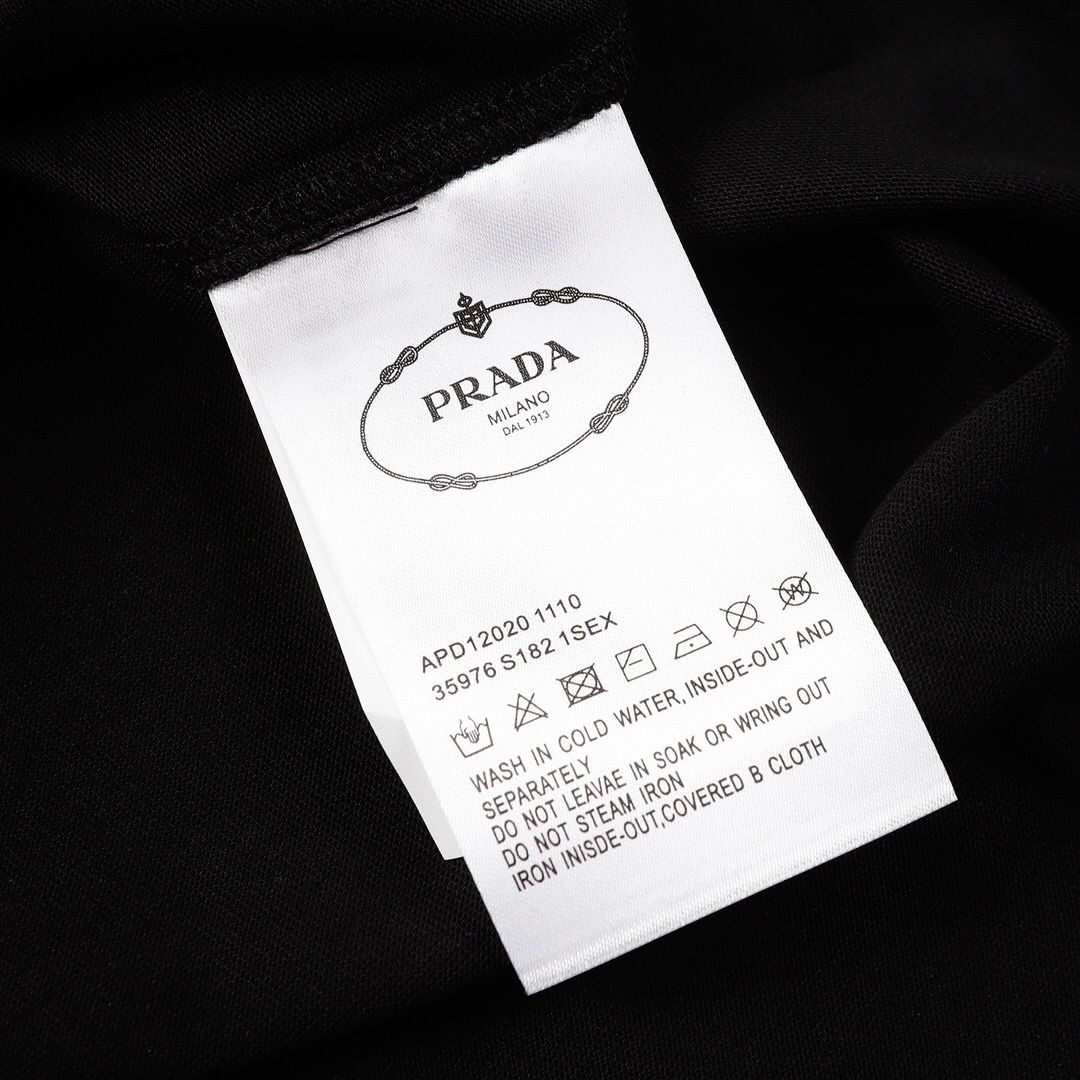 PRADA
MILANO
DAL 1913
APD12020 1110
35976 S182 1SEX
WASH IN COLD WATER,INSIDE-OUT AND
SEPARATELY
DO NOT LEAVAE IN SOAK OR WRING OUT
DO NOT STEAM IRON
IRON INISDE-OUT,COVERED B CLOTH